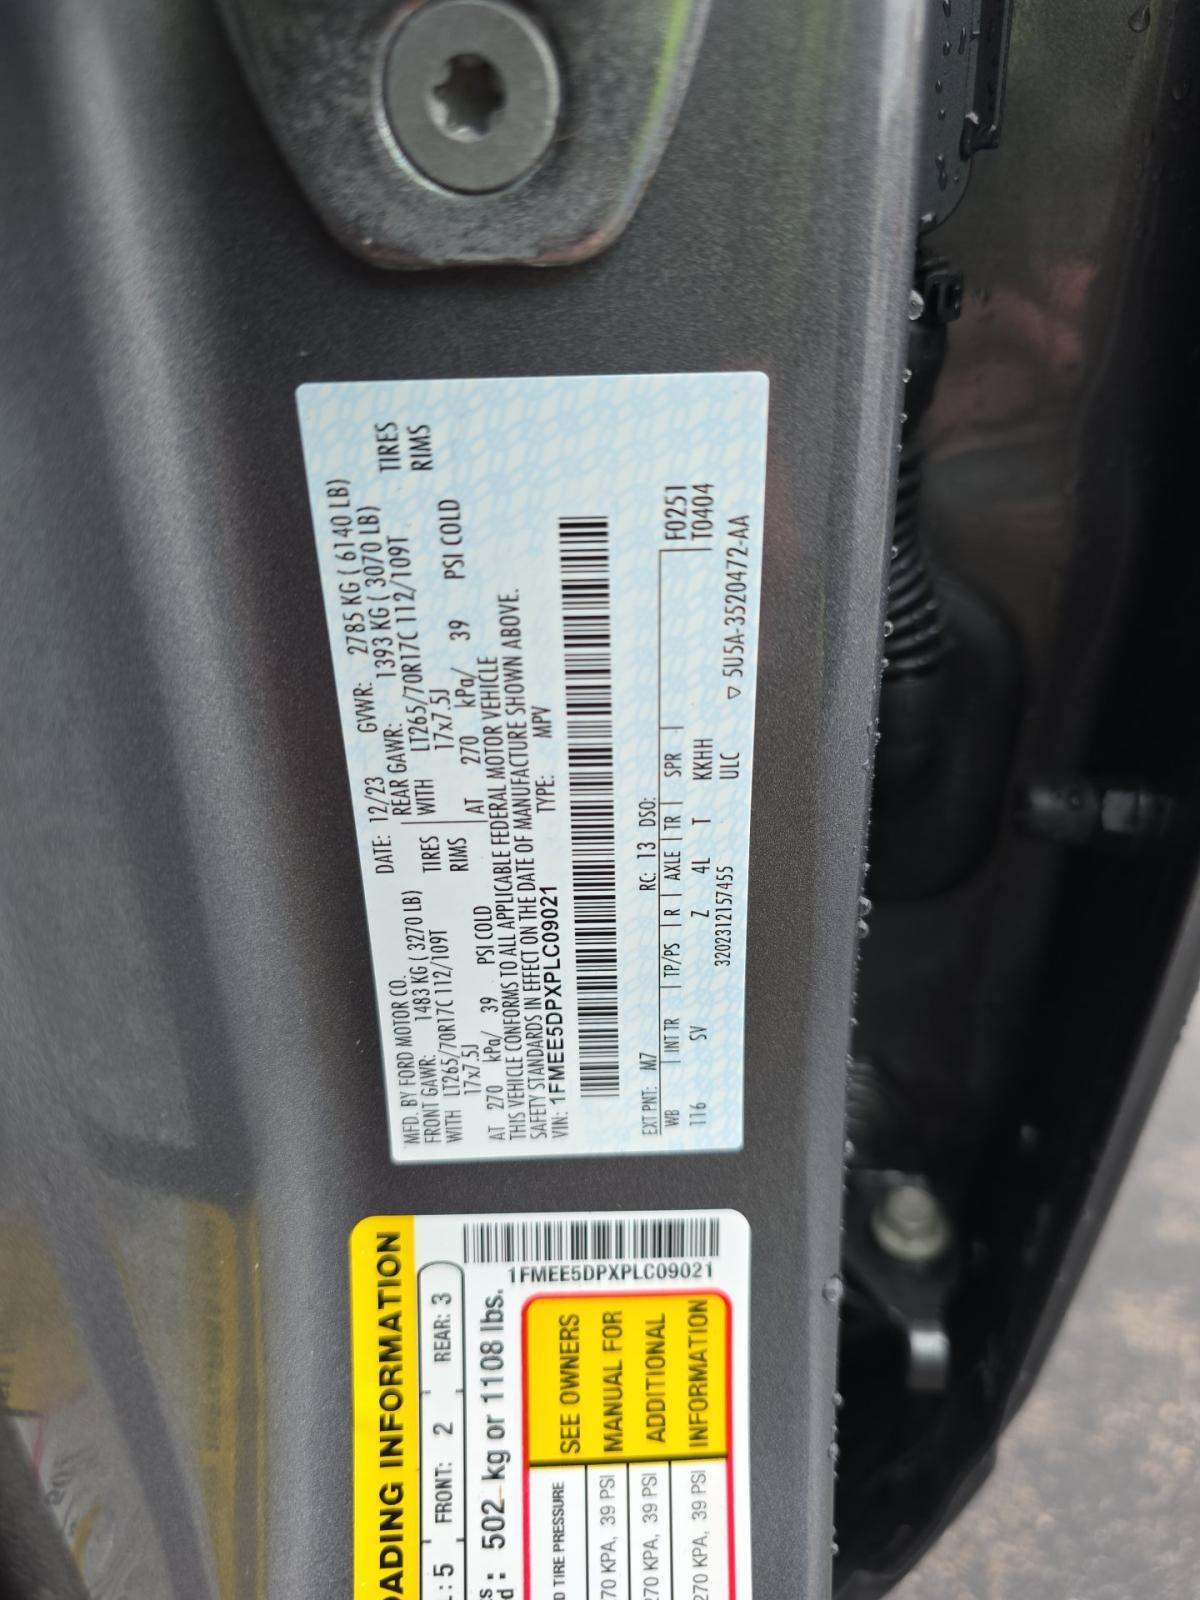 MFD. BY FORD MOTOR CO. DATE: 12/23 GVWR: 2785 KG ( 6140 LB)
FRONT GAWR: 1483 KG ( 3270 LB) REAR GAWR: 1393 KG ( 3070 LB)
WITH LT265/70R17C 112/109T TIRES WITH LT265/70R17C 112/109T TIRES
17x7.5J RIMS 17x7.5J RIMS
AT 270 kPa/ 39 PSI COLD AT 270 kPa/ 39 PSI COLD
THIS VEHICLE CONFORMS TO ALL APPLICABLE FEDERAL MOTOR VEHICLE
SAFETY STANDARDS IN EFFECT ON THE DATE OF MANUFACTURE SHOWN ABOVE.
VIN: 1FMEE5DPXPLC09021 TYPE: MPV
EXT PNT: M7 RC: 13 DSO:
WB INT TR TP/PS R AXLE TR SPR F0251
116 SV Z 4L T KKHH T0404
3202312157455 ULC ▽ 5U5A-3520472-AA
ADING INFORMATION
L: 5 FRONT: 2 REAR: 3
502 kg or 1108 lbs.
1FMEE5DPXPLC09021
D TIRE PRESSURE SEE OWNERS
70 KPA, 39 PSI MANUAL FOR
270 KPA, 39 PSI ADDITIONAL
270 KPA, 39 PSI INFORMATION